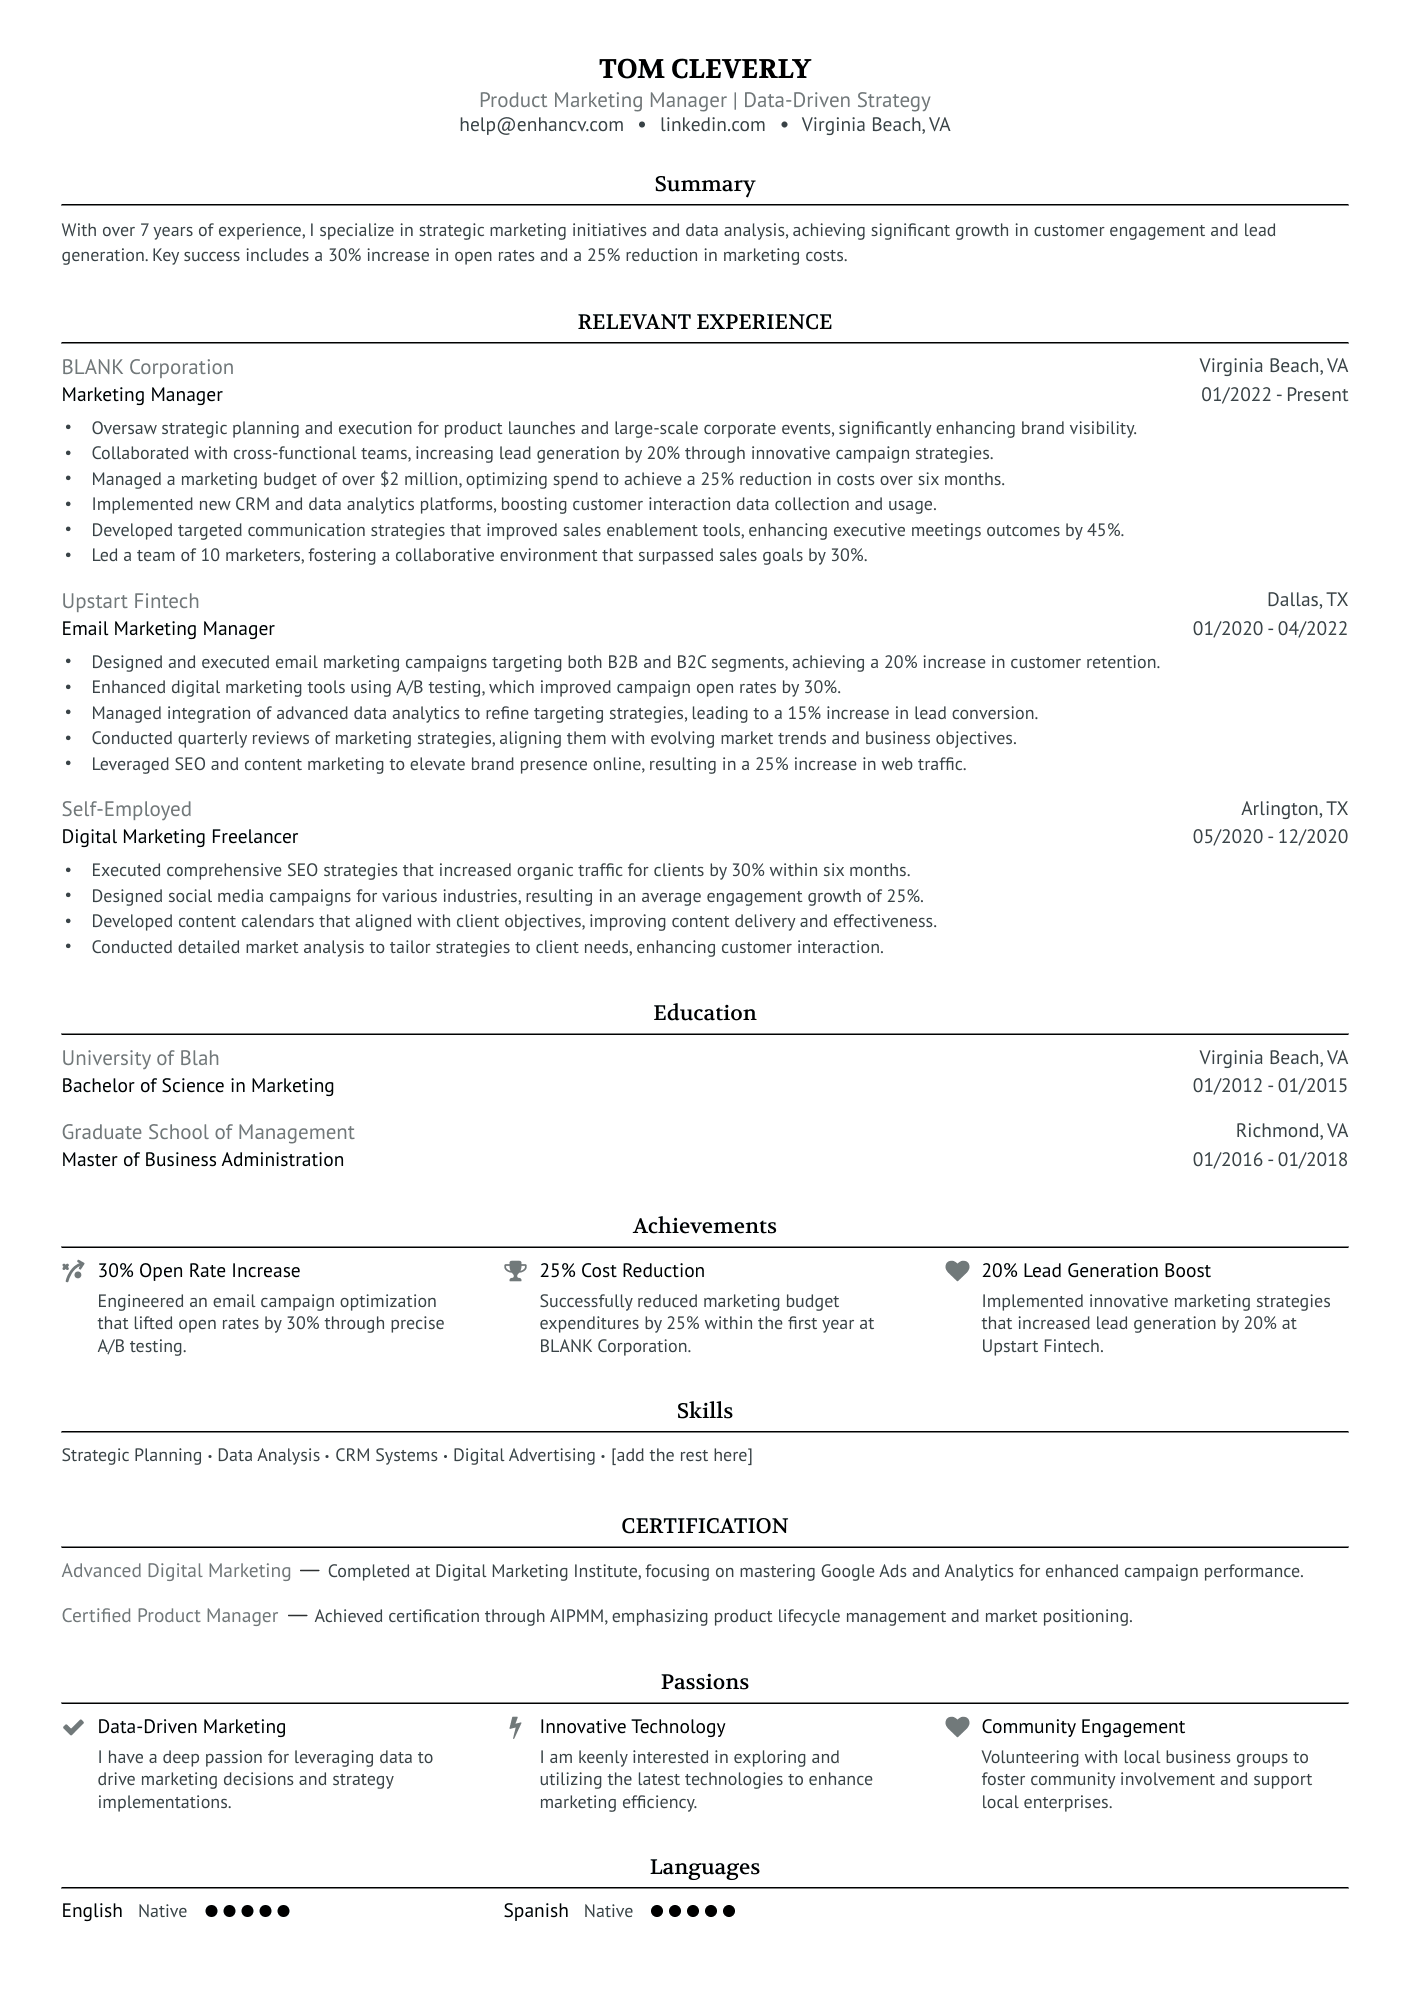 TOM CLEVERLY
Product Marketing Manager | Data-Driven Strategy
help@enhancv.com • linkedin.com • Virginia Beach, VA
Summary
With over 7 years of experience, I specialize in strategic marketing initiatives and data analysis, achieving significant growth in customer engagement and lead
generation. Key success includes a 30% increase in open rates and a 25% reduction in marketing costs.
RELEVANT EXPERIENCE
BLANK Corporation Virginia Beach, VA
Marketing Manager 01/2022 - Present
• Oversaw strategic planning and execution for product launches and large-scale corporate events, significantly enhancing brand visibility.
• Collaborated with cross-functional teams, increasing lead generation by 20% through innovative campaign strategies.
• Managed a marketing budget of over $2 million, optimizing spend to achieve a 25% reduction in costs over six months.
• Implemented new CRM and data analytics platforms, boosting customer interaction data collection and usage.
• Developed targeted communication strategies that improved sales enablement tools, enhancing executive meetings outcomes by 45%.
• Led a team of 10 marketers, fostering a collaborative environment that surpassed sales goals by 30%.
Upstart Fintech Dallas, TX
Email Marketing Manager 01/2020 - 04/2022
• Designed and executed email marketing campaigns targeting both B2B and B2C segments, achieving a 20% increase in customer retention.
• Enhanced digital marketing tools using A/B testing, which improved campaign open rates by 30%.
• Managed integration of advanced data analytics to refine targeting strategies, leading to a 15% increase in lead conversion.
• Conducted quarterly reviews of marketing strategies, aligning them with evolving market trends and business objectives.
• Leveraged SEO and content marketing to elevate brand presence online, resulting in a 25% increase in web traffic.
Self-Employed Arlington, TX
Digital Marketing Freelancer 05/2020 - 12/2020
• Executed comprehensive SEO strategies that increased organic traffic for clients by 30% within six months.
• Designed social media campaigns for various industries, resulting in an average engagement growth of 25%.
• Developed content calendars that aligned with client objectives, improving content delivery and effectiveness.
• Conducted detailed market analysis to tailor strategies to client needs, enhancing customer interaction.
Education
University of Blah Virginia Beach, VA
Bachelor of Science in Marketing 01/2012 - 01/2015
Graduate School of Management Richmond, VA
Master of Business Administration 01/2016 - 01/2018
Achievements
30% Open Rate Increase
Engineered an email campaign optimization
that lifted open rates by 30% through precise
A/B testing.
25% Cost Reduction
Successfully reduced marketing budget
expenditures by 25% within the first year at
BLANK Corporation.
20% Lead Generation Boost
Implemented innovative marketing strategies
that increased lead generation by 20% at
Upstart Fintech.
Skills
Strategic Planning · Data Analysis · CRM Systems · Digital Advertising · [add the rest here]
CERTIFICATION
Advanced Digital Marketing — Completed at Digital Marketing Institute, focusing on mastering Google Ads and Analytics for enhanced campaign performance.
Certified Product Manager — Achieved certification through AIPMM, emphasizing product lifecycle management and market positioning.
Passions
Data-Driven Marketing
I have a deep passion for leveraging data to
drive marketing decisions and strategy
implementations.
Innovative Technology
I am keenly interested in exploring and
utilizing the latest technologies to enhance
marketing efficiency.
Community Engagement
Volunteering with local business groups to
foster community involvement and support
local enterprises.
Languages
English Native
Spanish Native